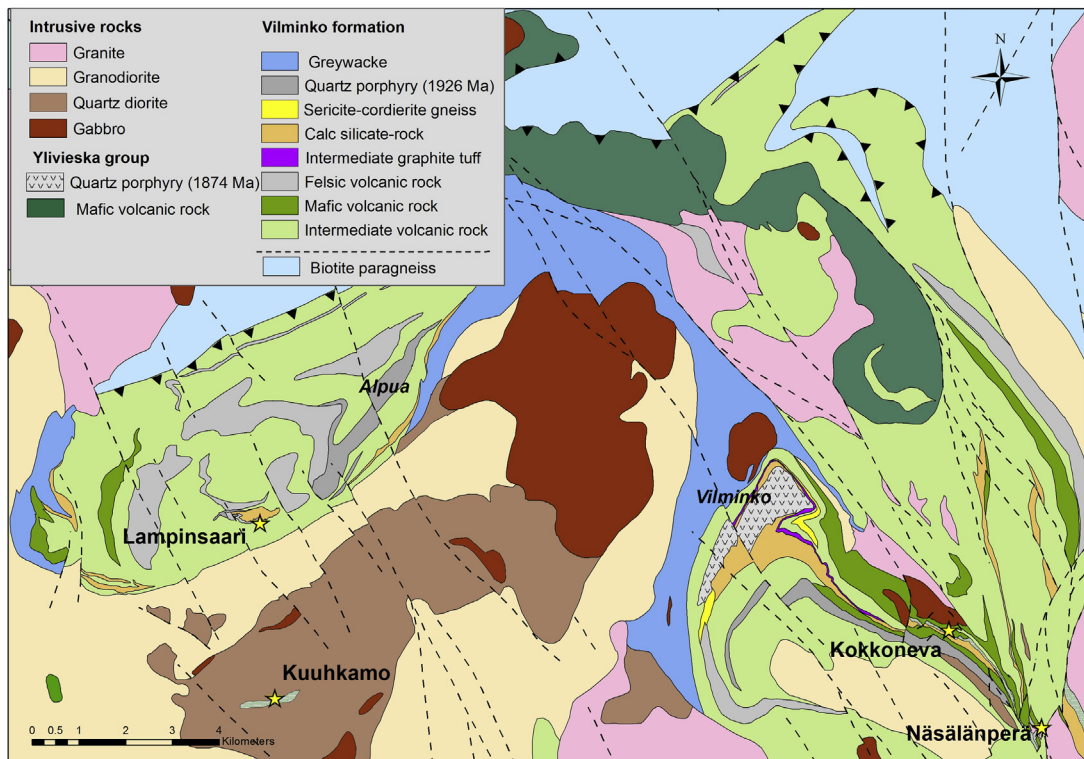 Intrusive rocks
Granite
Granodiorite
Quartz diorite
Gabbro
Ylivieska group
Quartz porphyry (1874 Ma)
Mafic volcanic rock
Vilminko formation
Greywacke
Quartz porphyry (1926 Ma)
Sericite-cordierite gneiss
Calc silicate-rock
Intermediate graphite tuff
Felsic volcanic rock
Mafic volcanic rock
Intermediate volcanic rock
Biotite paragneiss
N
Alpua
Vilminko
Lampinsaari
Kokkoneva
Kuuhkamo
Näsälänperä
0 0.5 1 2 3 4
Kilometers